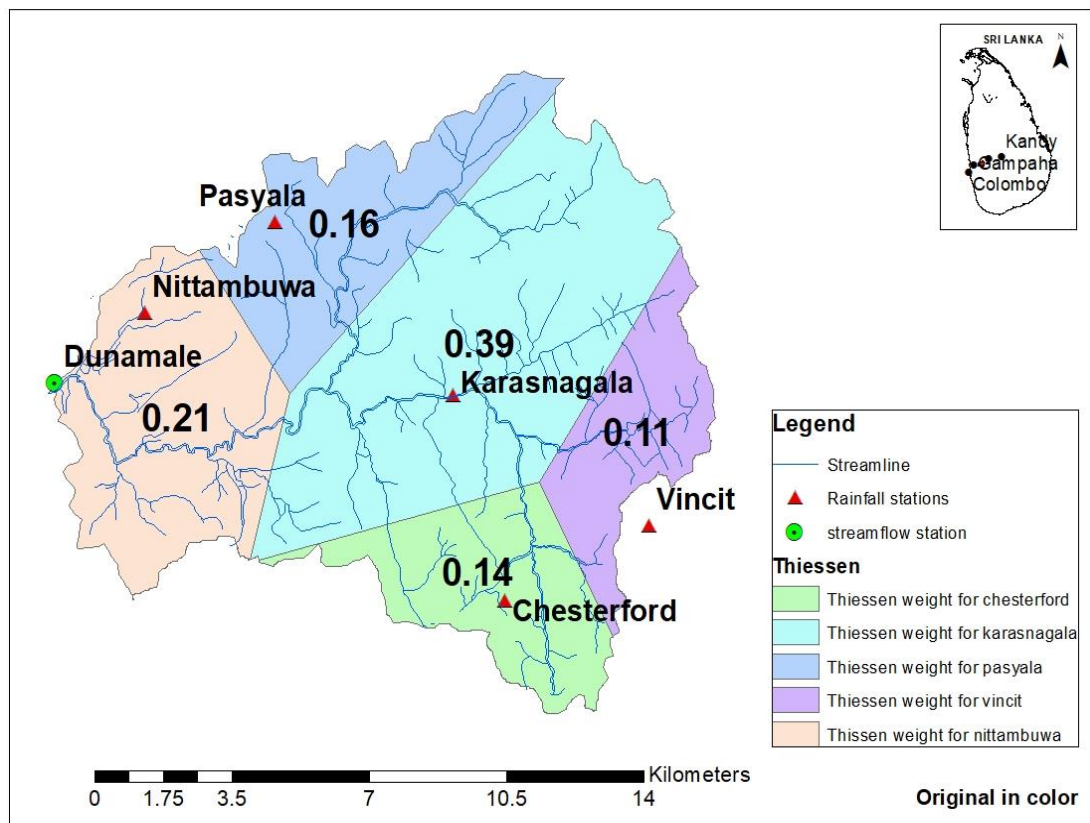 SRI LANKA
N
Kandy
Gampaha
Colombo
Pasyala
0.16
Nittambuwa
Dunamale
0.21
0.39
Karasnagala
0.11
Vincit
0.14
Chesterford
Legend
Streamline
Rainfall stations
streamflow station
Thiessen
Thiessen weight for chesterford
Thiessen weight for karasnagala
Thiessen weight for pasyala
Thiessen weight for vincit
Thissen weight for nittambuwa
Kilometers
0 1.75 3.5 7 10.5 14
Original in color